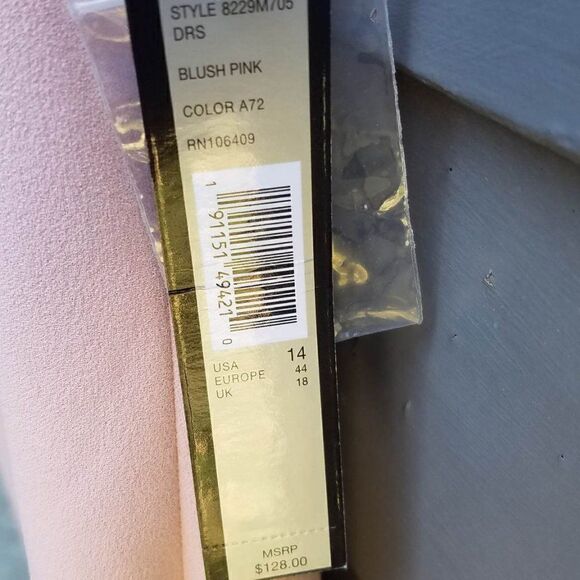 STYLE 8229M705
DRS
BLUSH PINK
COLOR A72
RN106409
1 91151 49421 0
USA 14
EUROPE 44
UK 18
MSRP
$128.00